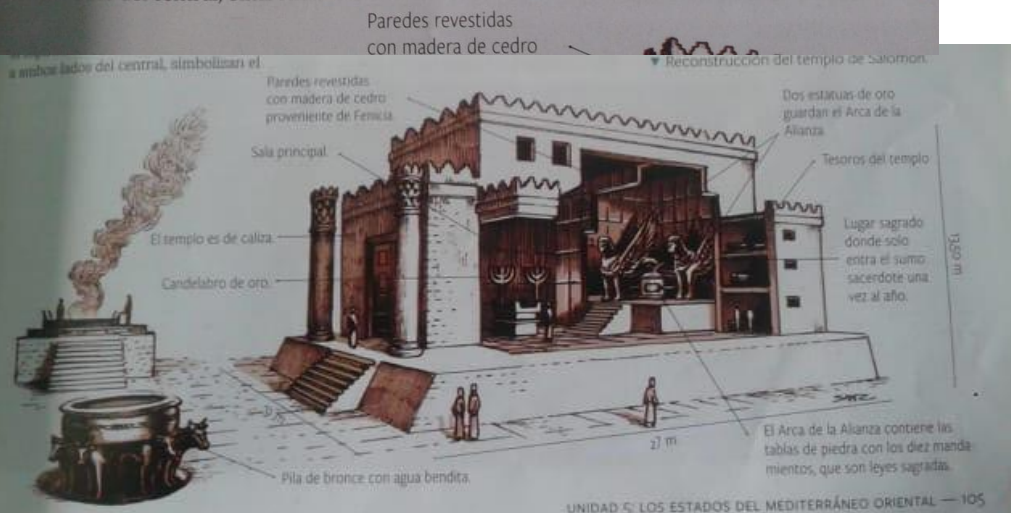 Paredes revestidas
con madera de cedro
a ambos lados del central, simbolizan el
▼ Reconstrucción del templo de Salomón.
Paredes revestidas
con madera de cedro
proveniente de Fenicia.
Sala principal.
El templo es de caliza.
Candelabro de oro.
Dos estatuas de oro
guardan el Arca de la
Alianza.
Tesoros del templo
Lugar sagrado
donde solo
entra el sumo
sacerdote una
vez al año.
13,50 m
27 m
El Arca de la Alianza contiene las
tablas de piedra con los diez manda
mientos, que son leyes sagradas.
Pila de bronce con agua bendita.
UNIDAD 5: LOS ESTADOS DEL MEDITERRÁNEO ORIENTAL — 105